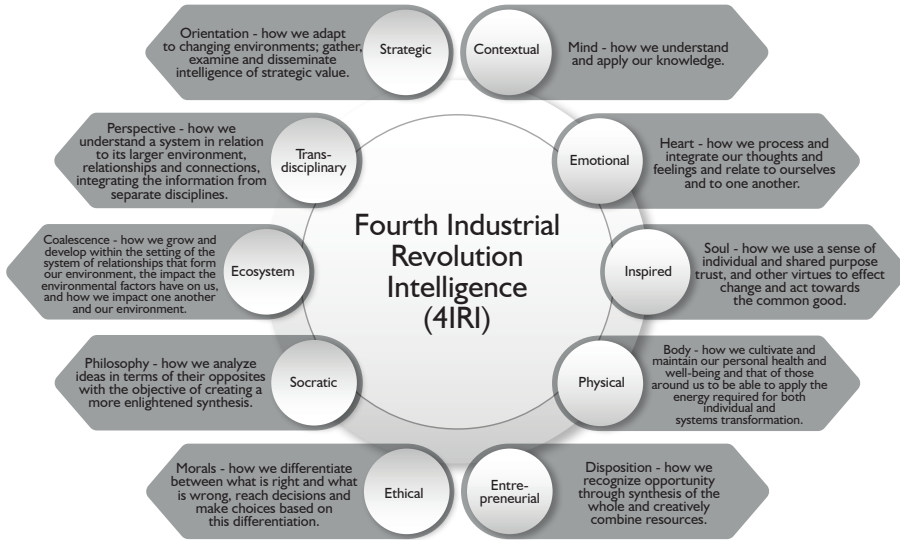 Fourth Industrial
Revolution
Intelligence
(4IRI)
Strategic
Orientation - how we adapt
to changing environments; gather,
examine and disseminate
intelligence of strategic value.
Contextual
Mind - how we understand
and apply our knowledge.
Trans-
disciplinary
Perspective - how we
understand a system in relation
to its larger environment,
relationships and connections,
integrating the information from
separate disciplines.
Emotional
Heart - how we process and
integrate our thoughts and
feelings and relate to ourselves
and to one another.
Ecosystem
Coalescence - how we grow and
develop within the setting of the
system of relationships that form
our environment, the impact the
environmental factors have on us,
and how we impact one another
and our environment.
Inspired
Soul - how we use a sense of
individual and shared purpose
trust, and other virtues to effect
change and act towards
the common good.
Socratic
Philosophy - how we analyze
ideas in terms of their opposites
with the objective of creating a
more enlightened synthesis.
Physical
Body - how we cultivate and
maintain our personal health and
well-being and that of those
around us to be able to apply the
energy required for both
individual and
systems transformation.
Ethical
Morals - how we differentiate
between what is right and what
is wrong, reach decisions and
make choices based on
this differentiation.
Entre-
preneurial
Disposition - how we
recognize opportunity
through synthesis of the
whole and creatively
combine resources.